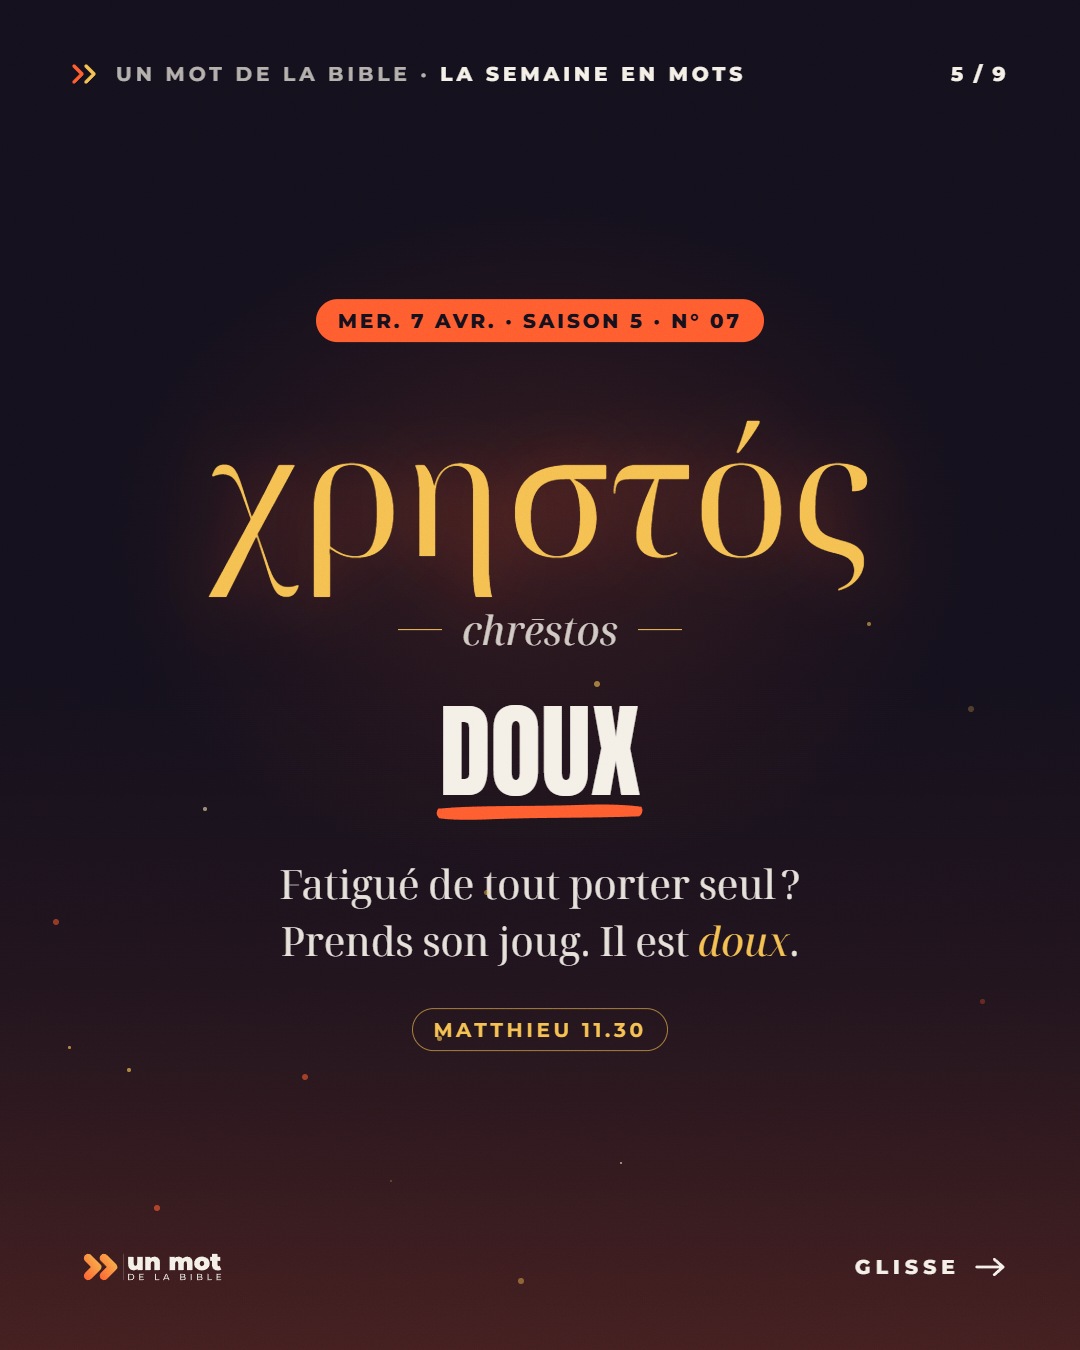 UN MOT DE LA BIBLE · LA SEMAINE EN MOTS
5 / 9
MER. 7 AVR. · SAISON 5 · N° 07
χρηστός
chrēstos
DOUX
Fatigué de tout porter seul ?
Prends son joug. Il est doux.
MATTHIEU 11.30
un mot
DE LA BIBLE
GLISSE →